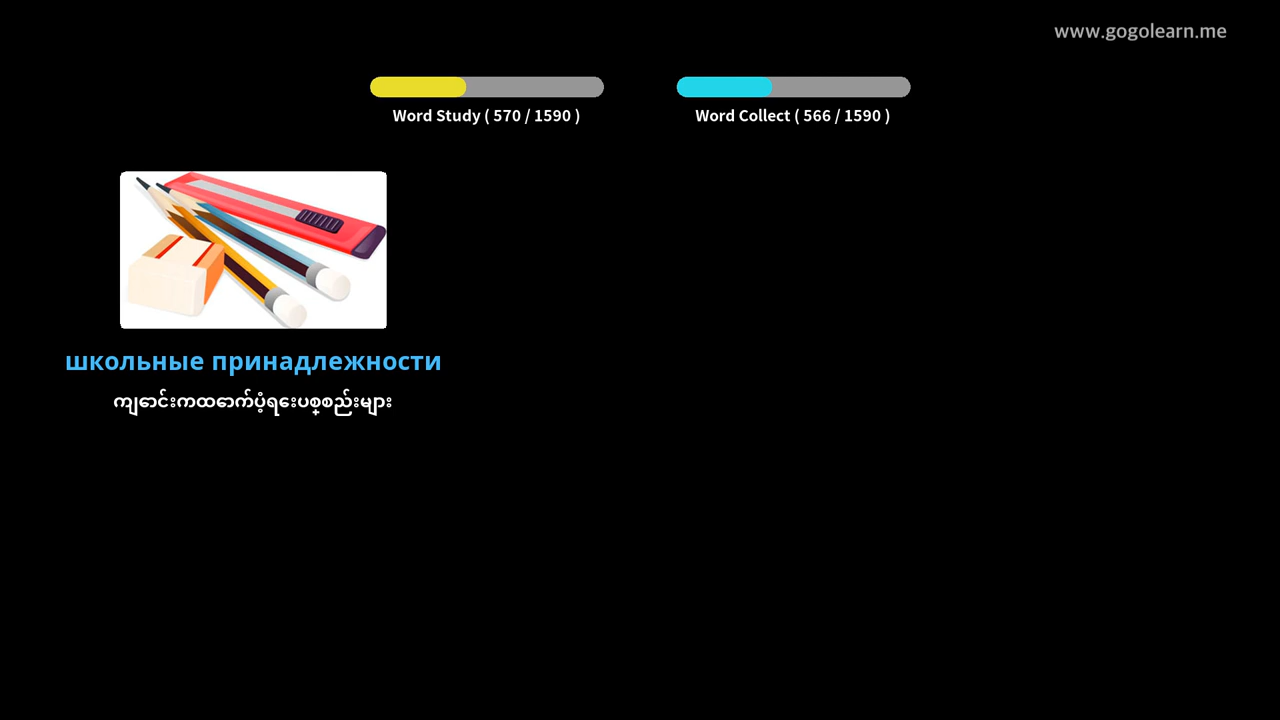 www.gogolearn.me
Word Study ( 570 / 1590 )
Word Collect ( 566 / 1590 )
школьные принадлежности
ကျောင်းကထောက်ပံ့ရေးပစ္စည်းများ